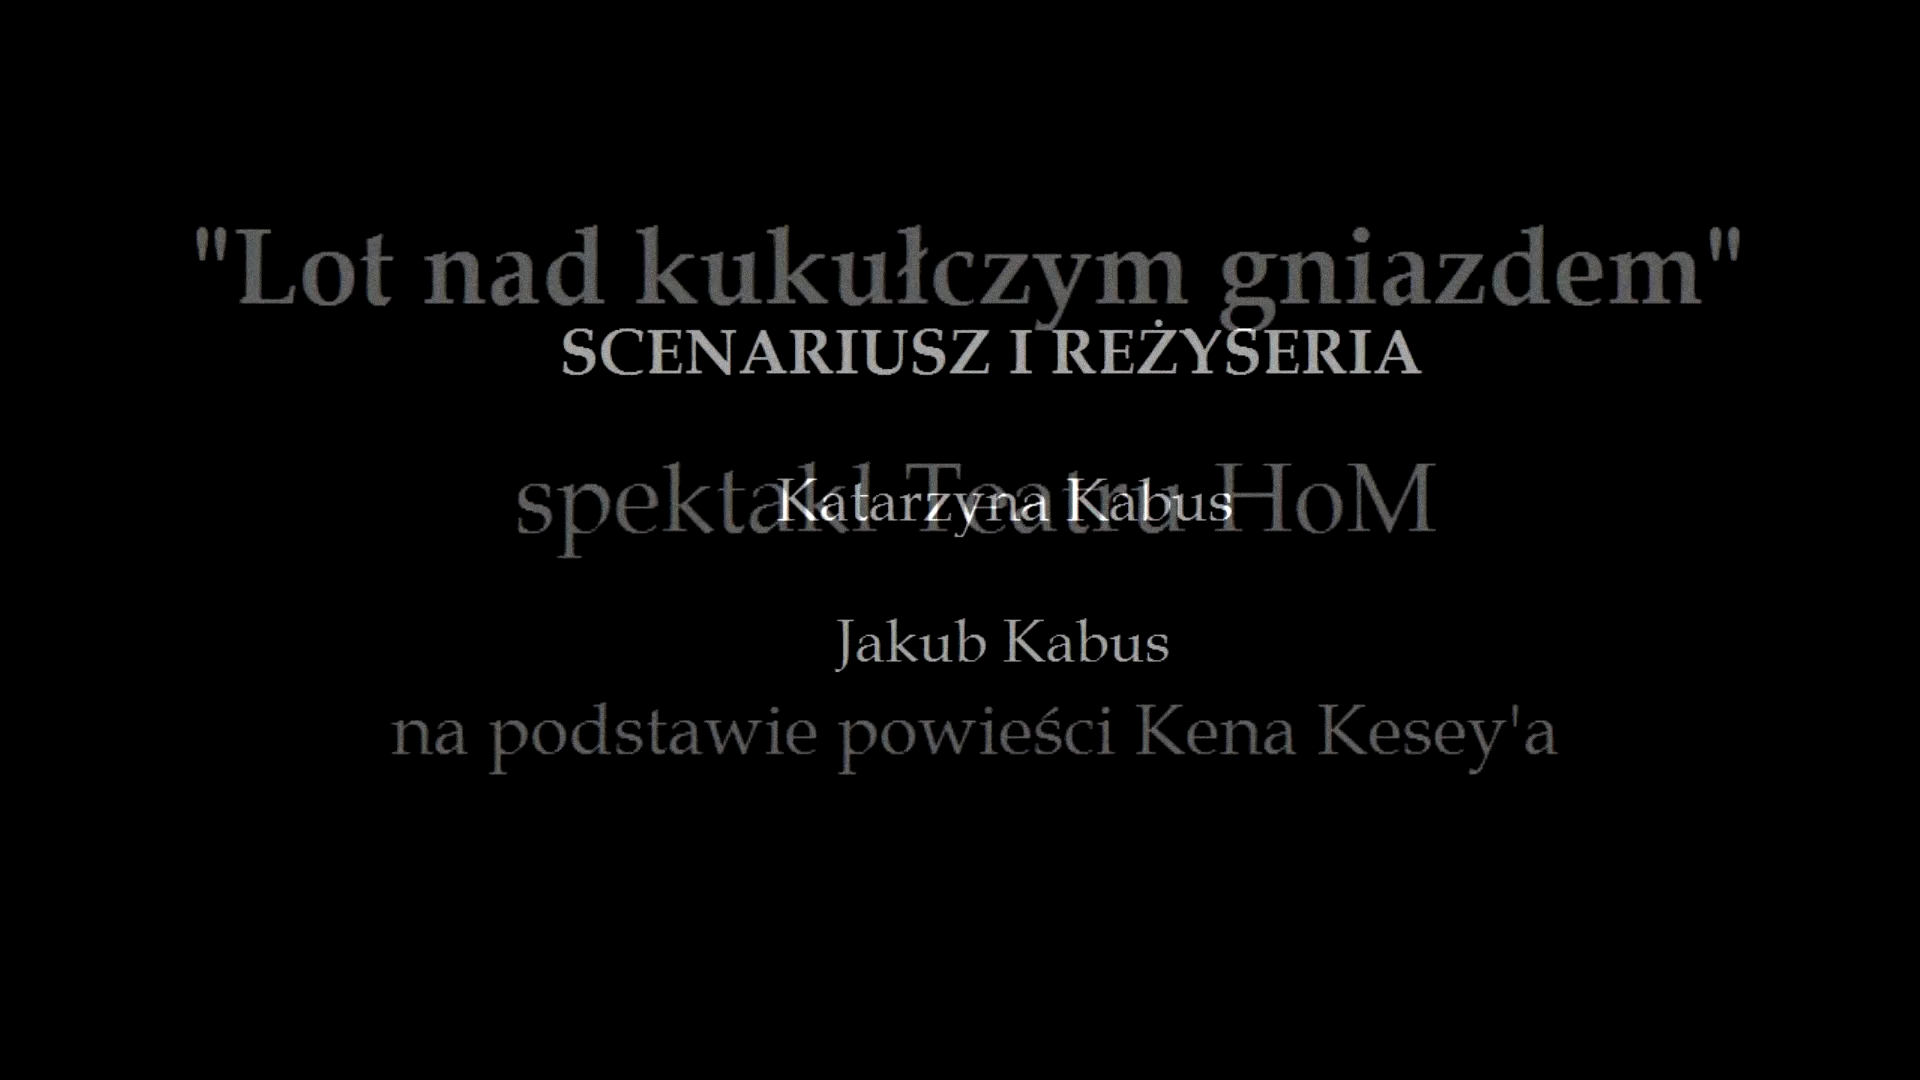 "Lot nad kukułczym gniazdem"
SCENARIUSZ I REŻYSERIA
spektakl Teatru HoM
Katarzyna Kabus
Jakub Kabus
na podstawie powieści Kena Kesey'a